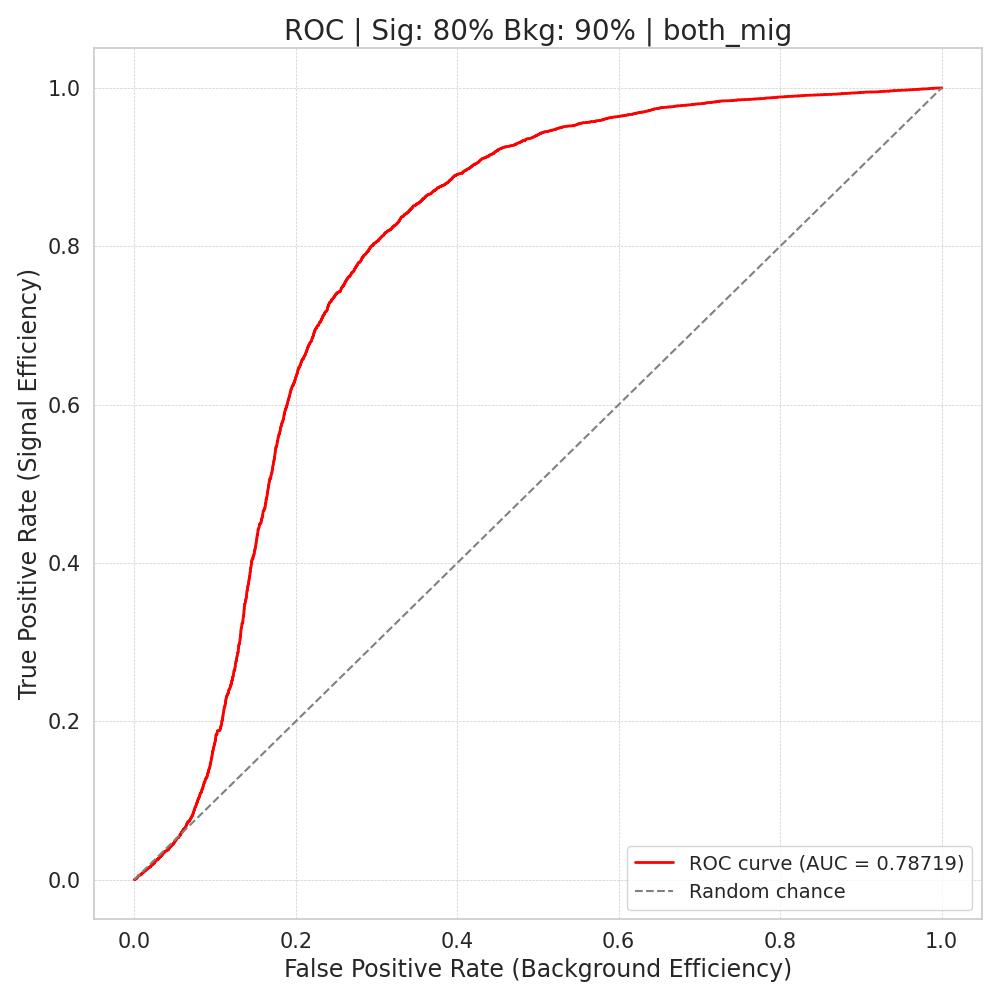 ROC | Sig: 80% Bkg: 90% | both_mig
True Positive Rate (Signal Efficiency)
1.0
0.8
0.6
0.4
0.2
0.0
ROC curve (AUC = 0.78719)
Random chance
0.0 0.2 0.4 0.6 0.8 1.0
False Positive Rate (Background Efficiency)